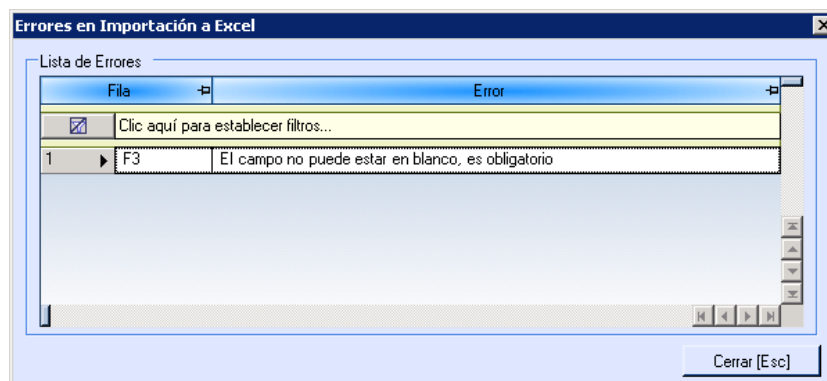 Errores en Importación a Excel
Lista de Errores
Fila Error
Clic aquí para establecer filtros...
1 F3 El campo no puede estar en blanco, es obligatorio
Cerrar [Esc]